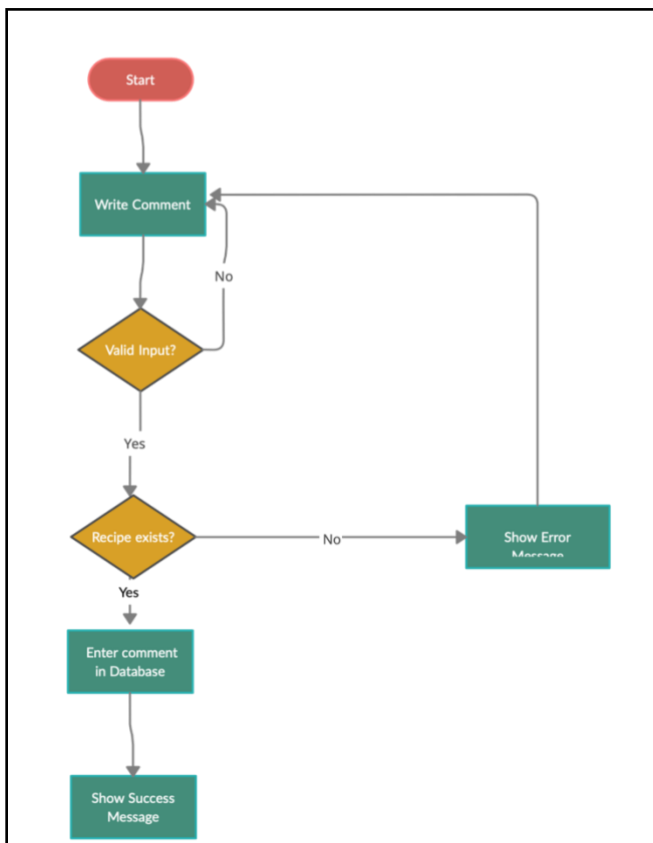 Start
Write Comment
No
Valid Input?
Yes
Recipe exists?
No
Show Error
Message
Yes
Enter comment
in Database
Show Success
Message